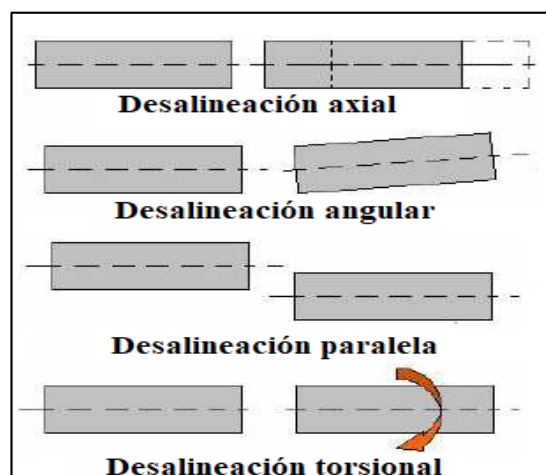 Desalineación axial
Desalineación angular
Desalineación paralela
Desalineación torsional